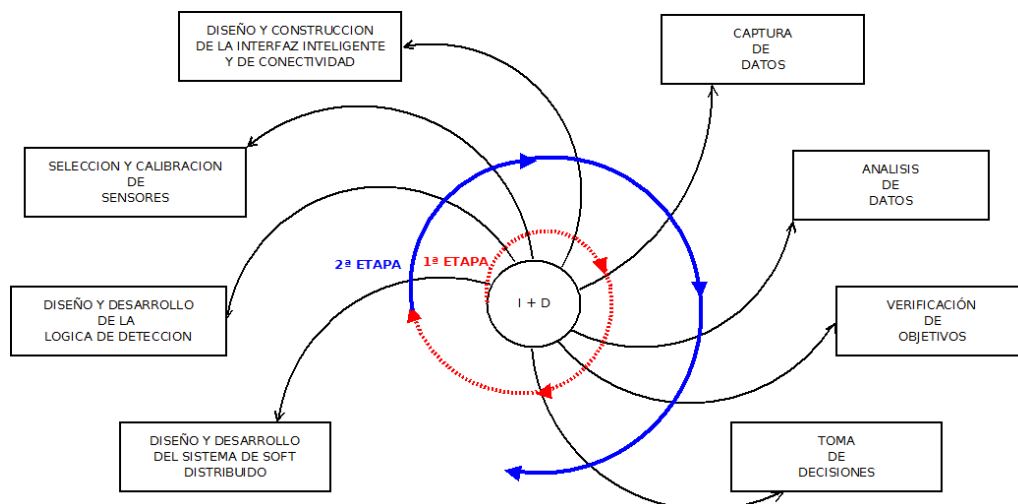 DISEÑO Y CONSTRUCCION
DE LA INTERFAZ INTELIGENTE
Y DE CONECTIVIDAD
CAPTURA
DE
DATOS
SELECCION Y CALIBRACION
DE
SENSORES
ANALISIS
DE
DATOS
2ª ETAPA
1ª ETAPA
I + D
DISEÑO Y DESARROLLO
DE LA
LOGICA DE DETECCION
VERIFICACIÓN
DE
OBJETIVOS
DISEÑO Y DESARROLLO
DEL SISTEMA DE SOFT
DISTRIBUIDO
TOMA
DE
DECISIONES